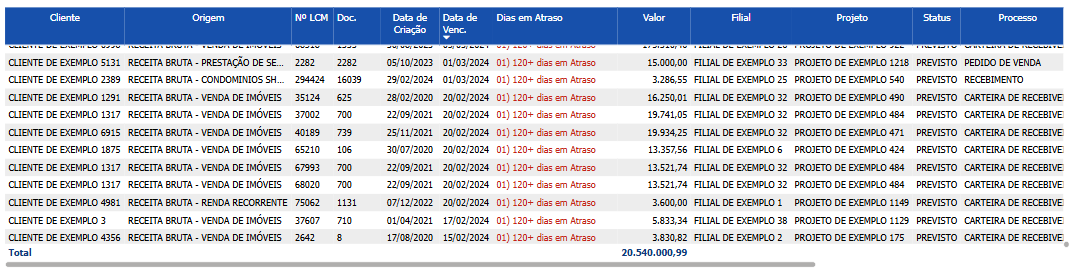 Cliente Origem Nº LCM Doc. Data de Criação Data de Venc. Dias em Atraso Valor Filial Projeto Status Processo
CLIENTE DE EXEMPLO 5131 RECEITA BRUTA - PRESTAÇÃO DE SE... 2282 2282 05/10/2023 01/03/2024 01) 120+ dias em Atraso 15.000,00 FILIAL DE EXEMPLO 33 PROJETO DE EXEMPLO 1218 PREVISTO PEDIDO DE VENDA
CLIENTE DE EXEMPLO 2389 RECEITA BRUTA - CONDOMINIOS SH... 294424 16039 29/02/2024 01/03/2024 01) 120+ dias em Atraso 3.286,55 FILIAL DE EXEMPLO 25 PROJETO DE EXEMPLO 540 PREVISTO RECEBIMENTO
CLIENTE DE EXEMPLO 1291 RECEITA BRUTA - VENDA DE IMÓVEIS 35124 625 28/02/2020 20/02/2024 01) 120+ dias em Atraso 16.250,01 FILIAL DE EXEMPLO 32 PROJETO DE EXEMPLO 490 PREVISTO CARTEIRA DE RECEBIVE
CLIENTE DE EXEMPLO 1317 RECEITA BRUTA - VENDA DE IMÓVEIS 37002 700 22/09/2021 20/02/2024 01) 120+ dias em Atraso 19.741,05 FILIAL DE EXEMPLO 32 PROJETO DE EXEMPLO 484 PREVISTO CARTEIRA DE RECEBIVE
CLIENTE DE EXEMPLO 6915 RECEITA BRUTA - VENDA DE IMÓVEIS 40189 739 25/11/2021 20/02/2024 01) 120+ dias em Atraso 19.934,25 FILIAL DE EXEMPLO 32 PROJETO DE EXEMPLO 471 PREVISTO CARTEIRA DE RECEBIVE
CLIENTE DE EXEMPLO 1875 RECEITA BRUTA - VENDA DE IMÓVEIS 65210 106 30/07/2020 20/02/2024 01) 120+ dias em Atraso 13.357,56 FILIAL DE EXEMPLO 6 PROJETO DE EXEMPLO 424 PREVISTO CARTEIRA DE RECEBIVE
CLIENTE DE EXEMPLO 1317 RECEITA BRUTA - VENDA DE IMÓVEIS 67993 700 22/09/2021 20/02/2024 01) 120+ dias em Atraso 13.521,74 FILIAL DE EXEMPLO 32 PROJETO DE EXEMPLO 484 PREVISTO CARTEIRA DE RECEBIVE
CLIENTE DE EXEMPLO 1317 RECEITA BRUTA - VENDA DE IMÓVEIS 68020 700 22/09/2021 20/02/2024 01) 120+ dias em Atraso 13.521,74 FILIAL DE EXEMPLO 32 PROJETO DE EXEMPLO 484 PREVISTO CARTEIRA DE RECEBIVE
CLIENTE DE EXEMPLO 4981 RECEITA BRUTA - RENDA RECORRENTE 75062 1131 07/12/2022 20/02/2024 01) 120+ dias em Atraso 3.600,00 FILIAL DE EXEMPLO 1 PROJETO DE EXEMPLO 1149 PREVISTO CARTEIRA DE RECEBIVE
CLIENTE DE EXEMPLO 3 RECEITA BRUTA - VENDA DE IMÓVEIS 37607 710 01/04/2021 17/02/2024 01) 120+ dias em Atraso 5.833,34 FILIAL DE EXEMPLO 38 PROJETO DE EXEMPLO 1129 PREVISTO CARTEIRA DE RECEBIVE
CLIENTE DE EXEMPLO 4356 RECEITA BRUTA - VENDA DE IMÓVEIS 2642 8 17/08/2020 15/02/2024 01) 120+ dias em Atraso 3.830,82 FILIAL DE EXEMPLO 2 PROJETO DE EXEMPLO 175 PREVISTO CARTEIRA DE RECEBIVE
Total 20.540.000,99